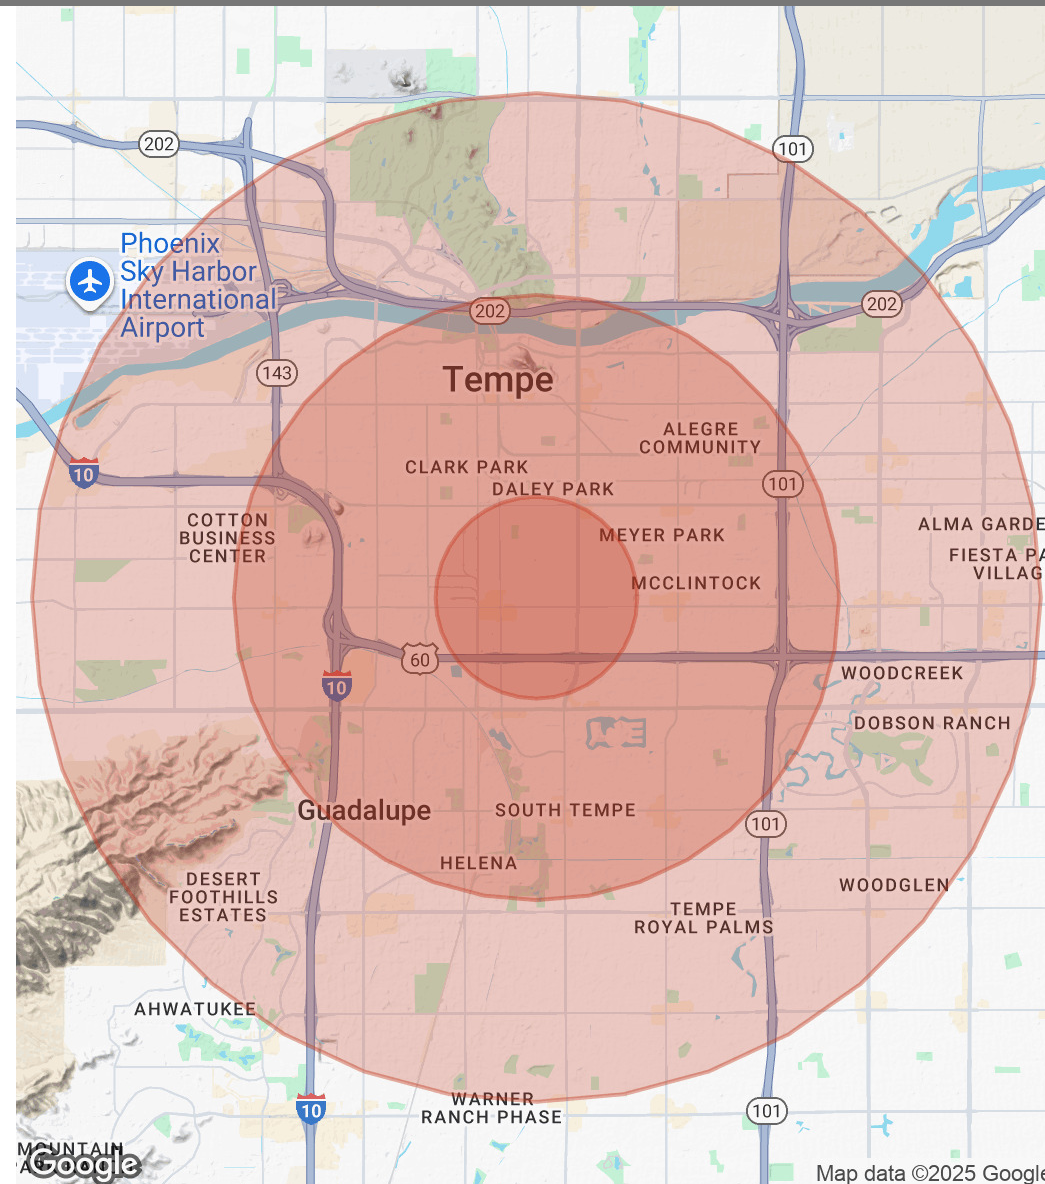 202
101
Phoenix
Sky Harbor
International
Airport
202
202
143
Tempe
ALEGRE
COMMUNITY
CLARK PARK
10
DALEY PARK
101
COTTON
BUSINESS
CENTER
MEYER PARK
ALMA GARDE
FIESTA PA
VILLAG
MCCLINTOCK
60
10
WOODCREEK
DOBSON RANCH
Guadalupe
SOUTH TEMPE
101
HELENA
DESERT
FOOTHILLS
ESTATES
WOODGLEN
TEMPE
ROYAL PALMS
AHWATUKEE
WARNER
RANCH PHASE
10
101
MOUNTAIN
Google
Map data ©2025 Google